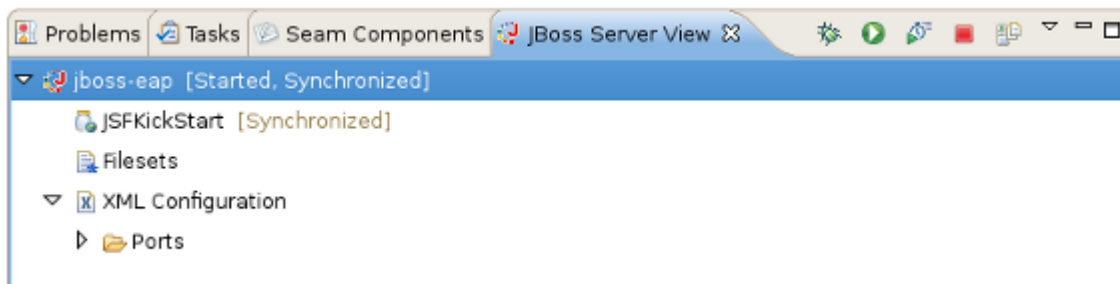 Problems Tasks Seam Components JBoss Server View
jboss-eap [Started, Synchronized]
JSFKickStart [Synchronized]
Filesets
XML Configuration
Ports